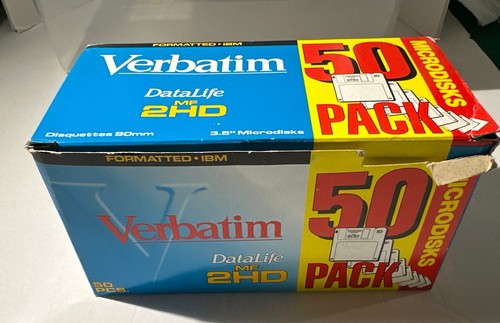 FORMATTED • IBM
Verbatim
DataLife
MF
2HD
Diskettes 90mm
3.5" Microdisks
50
PACK
MICRODISKS
FORMATTED • IBM
Verbatim
DataLife
MF
2HD
50
PCS.
50
PACK
MICRODISKS